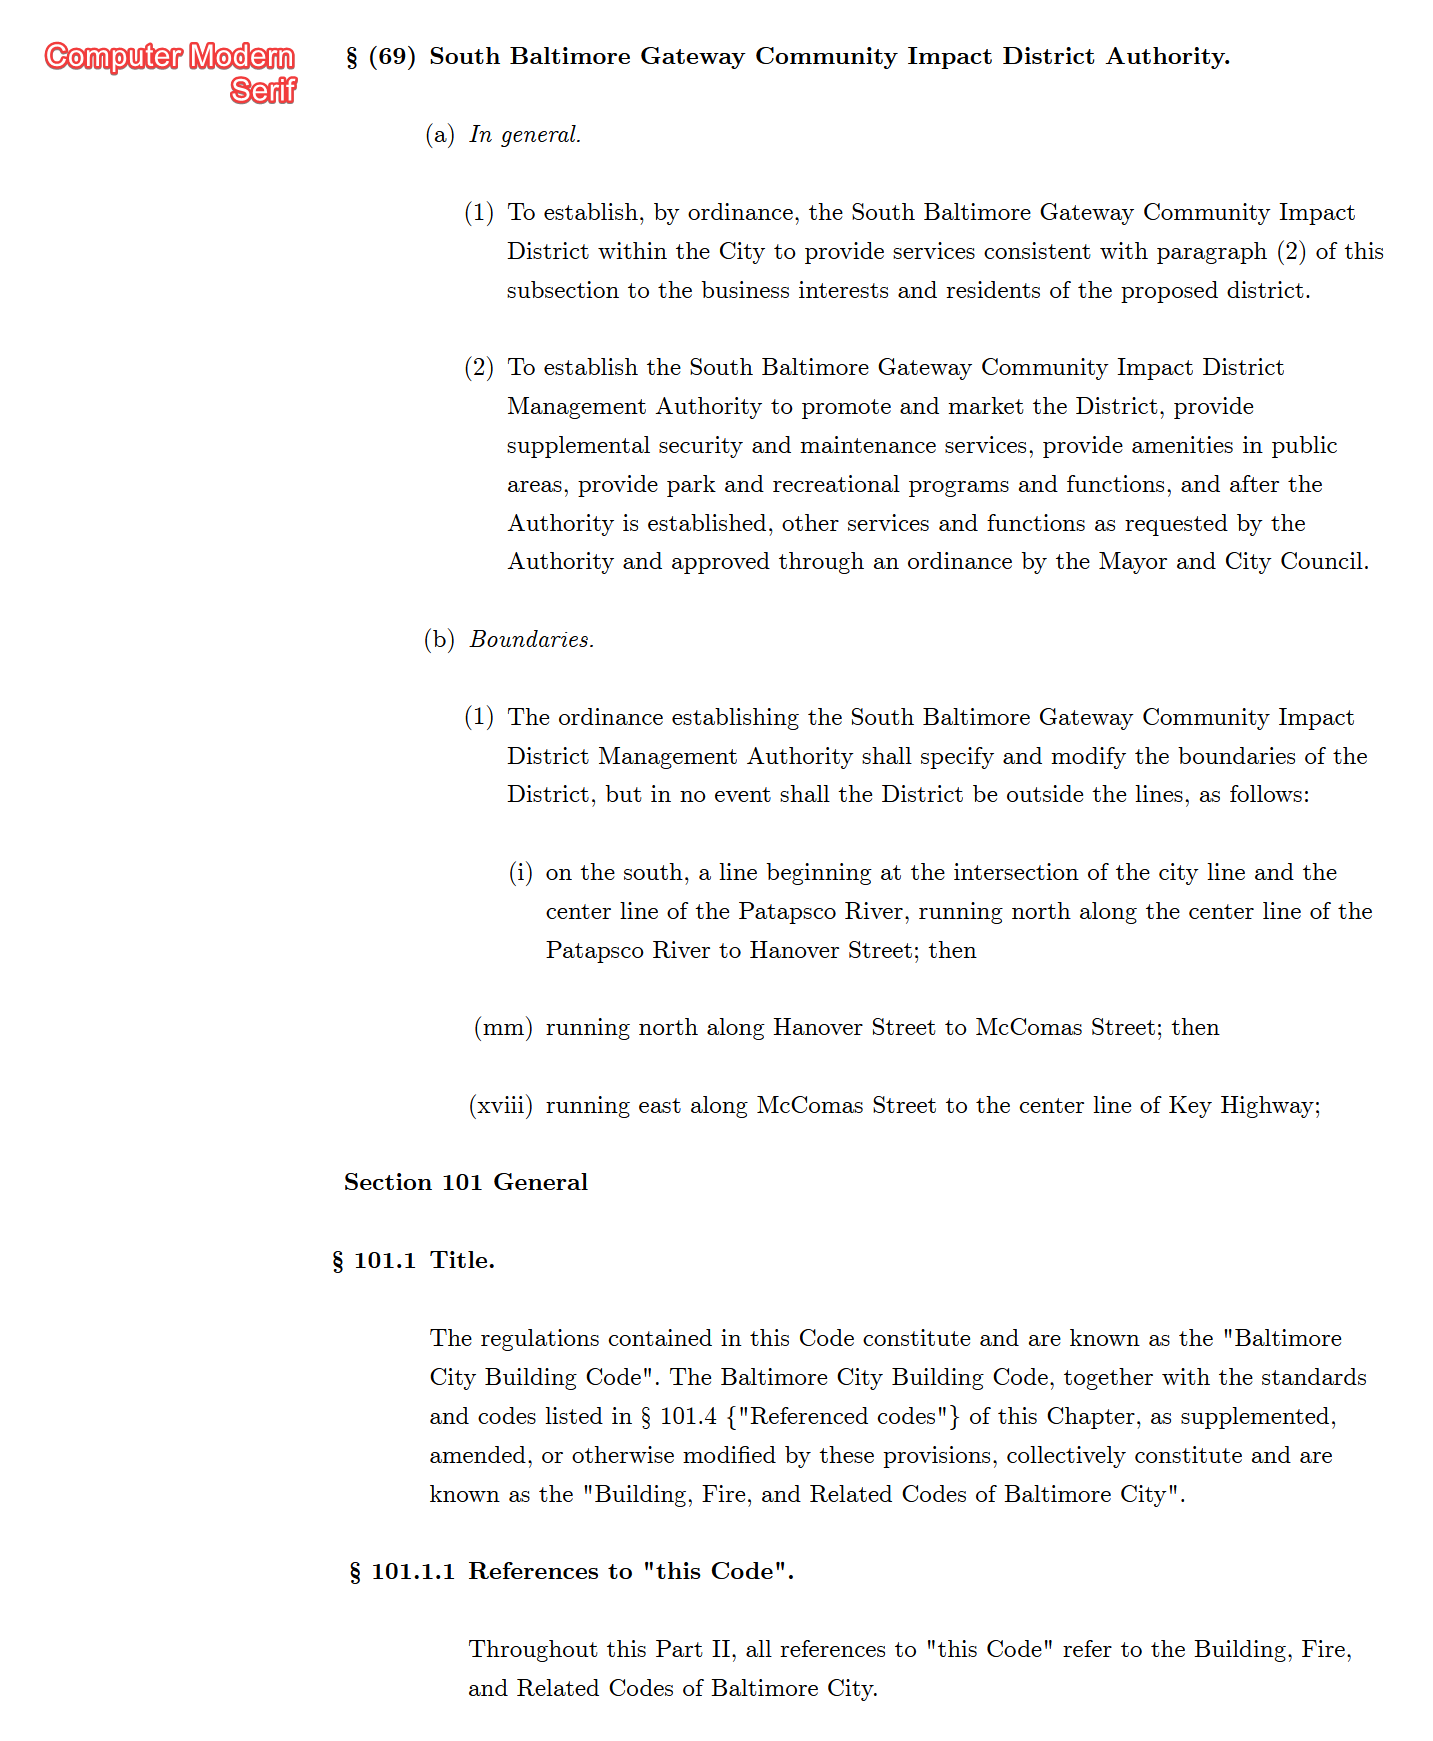 Computer Modern
Serif
§ (69) South Baltimore Gateway Community Impact District Authority.
(a) In general.
(1) To establish, by ordinance, the South Baltimore Gateway Community Impact
District within the City to provide services consistent with paragraph (2) of this
subsection to the business interests and residents of the proposed district.
(2) To establish the South Baltimore Gateway Community Impact District
Management Authority to promote and market the District, provide
supplemental security and maintenance services, provide amenities in public
areas, provide park and recreational programs and functions, and after the
Authority is established, other services and functions as requested by the
Authority and approved through an ordinance by the Mayor and City Council.
(b) Boundaries.
(1) The ordinance establishing the South Baltimore Gateway Community Impact
District Management Authority shall specify and modify the boundaries of the
District, but in no event shall the District be outside the lines, as follows:
(i) on the south, a line beginning at the intersection of the city line and the
center line of the Patapsco River, running north along the center line of the
Patapsco River to Hanover Street; then
(mm) running north along Hanover Street to McComas Street; then
(xviii) running east along McComas Street to the center line of Key Highway;
Section 101 General
§ 101.1 Title.
The regulations contained in this Code constitute and are known as the "Baltimore
City Building Code". The Baltimore City Building Code, together with the standards
and codes listed in § 101.4 {"Referenced codes"} of this Chapter, as supplemented,
amended, or otherwise modified by these provisions, collectively constitute and are
known as the "Building, Fire, and Related Codes of Baltimore City".
§ 101.1.1 References to "this Code".
Throughout this Part II, all references to "this Code" refer to the Building, Fire,
and Related Codes of Baltimore City.